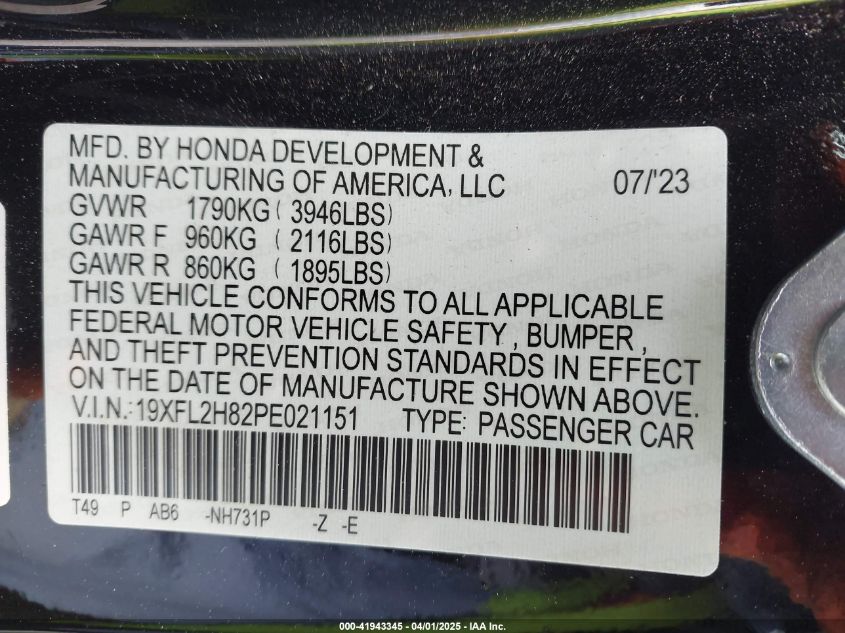 MFD. BY HONDA DEVELOPMENT &
MANUFACTURING OF AMERICA, LLC 07/'23
GVWR 1790KG ( 3946LBS)
GAWR F 960KG ( 2116LBS)
GAWR R 860KG ( 1895LBS)
THIS VEHICLE CONFORMS TO ALL APPLICABLE
FEDERAL MOTOR VEHICLE SAFETY , BUMPER ,
AND THEFT PREVENTION STANDARDS IN EFFECT
ON THE DATE OF MANUFACTURE SHOWN ABOVE.
V.I.N.:19XFL2H82PE021151 TYPE: PASSENGER CAR
T49 P AB6 -NH731P -Z -E
000-41943345 - 04/01/2025 - IAA Inc.